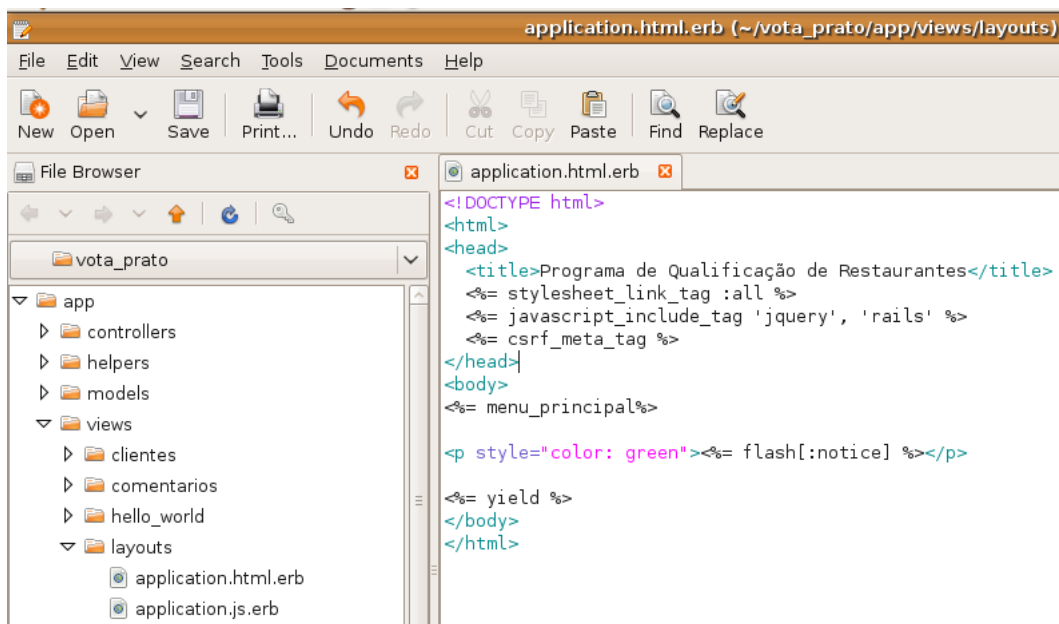 application.html.erb (~/vota_prato/app/views/layouts)
File Edit View Search Tools Documents Help
New Open Save Print... Undo Redo Cut Copy Paste Find Replace
File Browser
application.html.erb
vota_prato
app
controllers
helpers
models
views
clientes
comentarios
hello_world
layouts
application.html.erb
application.js.erb
<!DOCTYPE html>
<html>
<head>
<title>Programa de Qualificação de Restaurantes</title>
<%= stylesheet_link_tag :all %>
<%= javascript_include_tag 'jquery', 'rails' %>
<%= csrf_meta_tag %>
</head>
<body>
<%= menu_principal%>
<p style="color: green"><%= flash[:notice] %></p>
<%= yield %>
</body>
</html>